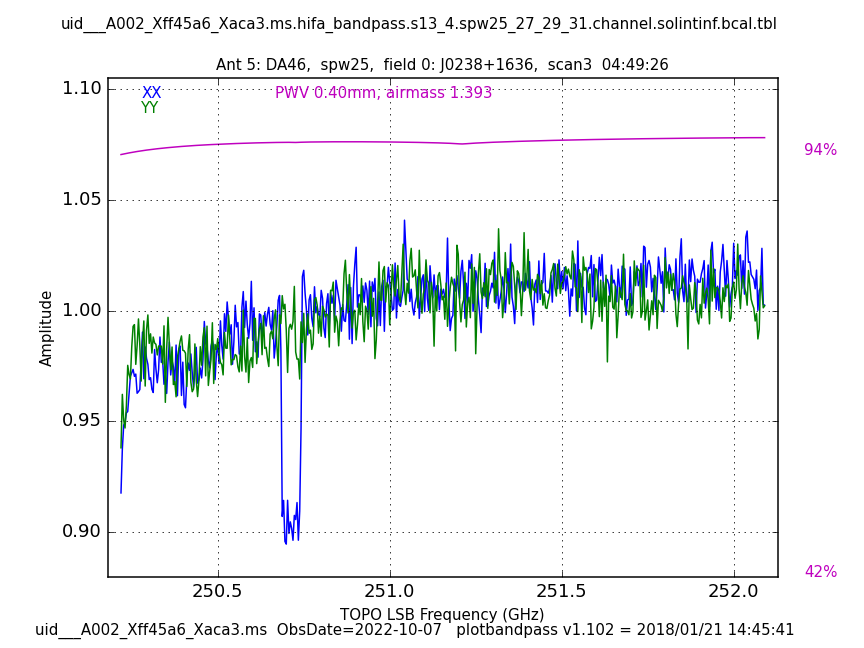 uid___A002_Xff45a6_Xaca3.ms.hifa_bandpass.s13_4.spw25_27_29_31.channel.solintinf.bcal.tbl
Ant 5: DA46,  spw25,  field 0: J0238+1636,  scan3  04:49:26
XX
YY
PWV 0.40mm, airmass 1.393
94%
42%
1.10
1.05
1.00
0.95
0.90
Amplitude
250.5
251.0
251.5
252.0
TOPO LSB Frequency (GHz)
uid___A002_Xff45a6_Xaca3.ms  ObsDate=2022-10-07   plotbandpass v1.102 = 2018/01/21 14:45:41